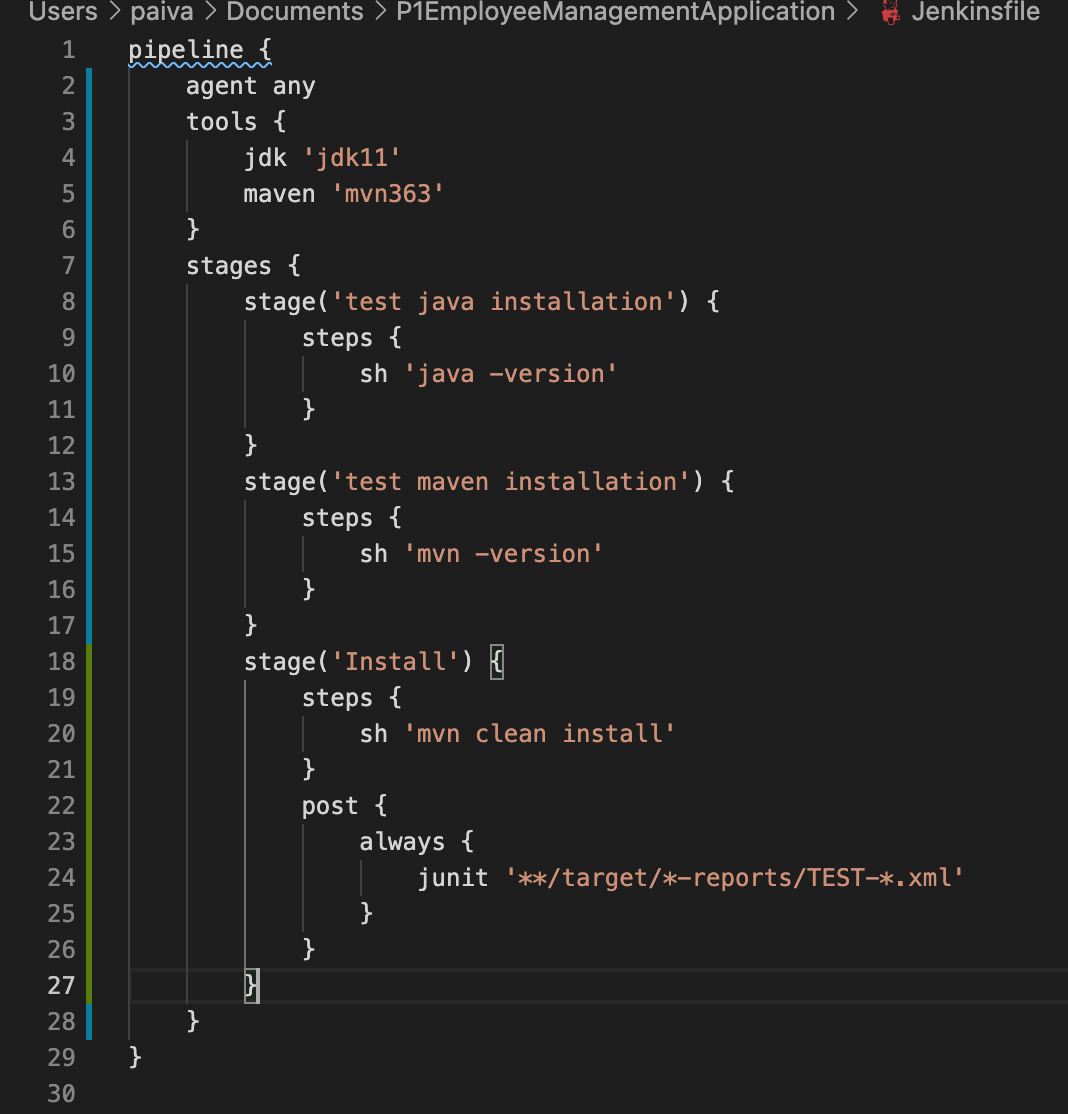 Users > paiva > Documents > P1EmployeeManagementApplication > Jenkinsfile
1 pipeline {
2     agent any
3     tools {
4         jdk 'jdk11'
5         maven 'mvn363'
6     }
7     stages {
8         stage('test java installation') {
9             steps {
10                 sh 'java -version'
11             }
12         }
13         stage('test maven installation') {
14             steps {
15                 sh 'mvn -version'
16             }
17         }
18         stage('Install') {
19             steps {
20                 sh 'mvn clean install'
21             }
22             post {
23                 always {
24                     junit '**/target/*-reports/TEST-*.xml'
25                 }
26             }
27         }
28     }
29 }
30